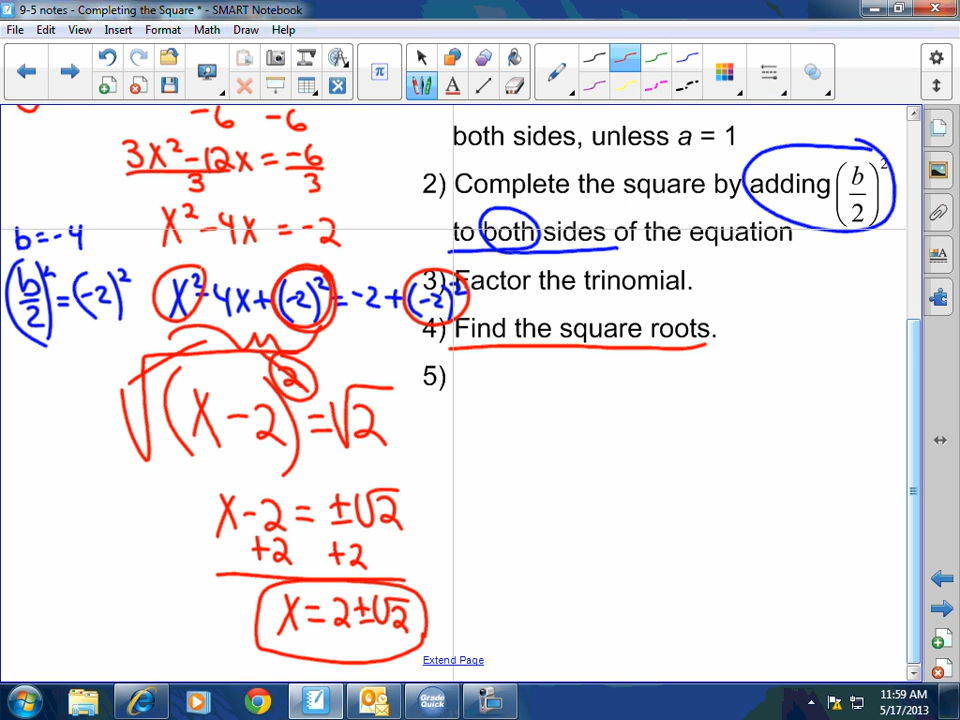 9-5 notes - Completing the Square * - SMART Notebook
File Edit View Insert Format Math Draw Help
-6 -6
3x² - 12x = -6
3 3
x² - 4x = -2
b = -4
(b/2)² = (-2)²
x² - 4x + (-2)² = -2 + (-2)²
√(x - 2)² = √2
x - 2 = ±√2
+2 +2
x = 2 ± √2
both sides, unless a = 1
2) Complete the square by adding (b/2)²
to both sides of the equation
3) Factor the trinomial.
4) Find the square roots.
5)
Extend Page
Grade Quick
11:59 AM
5/17/2013